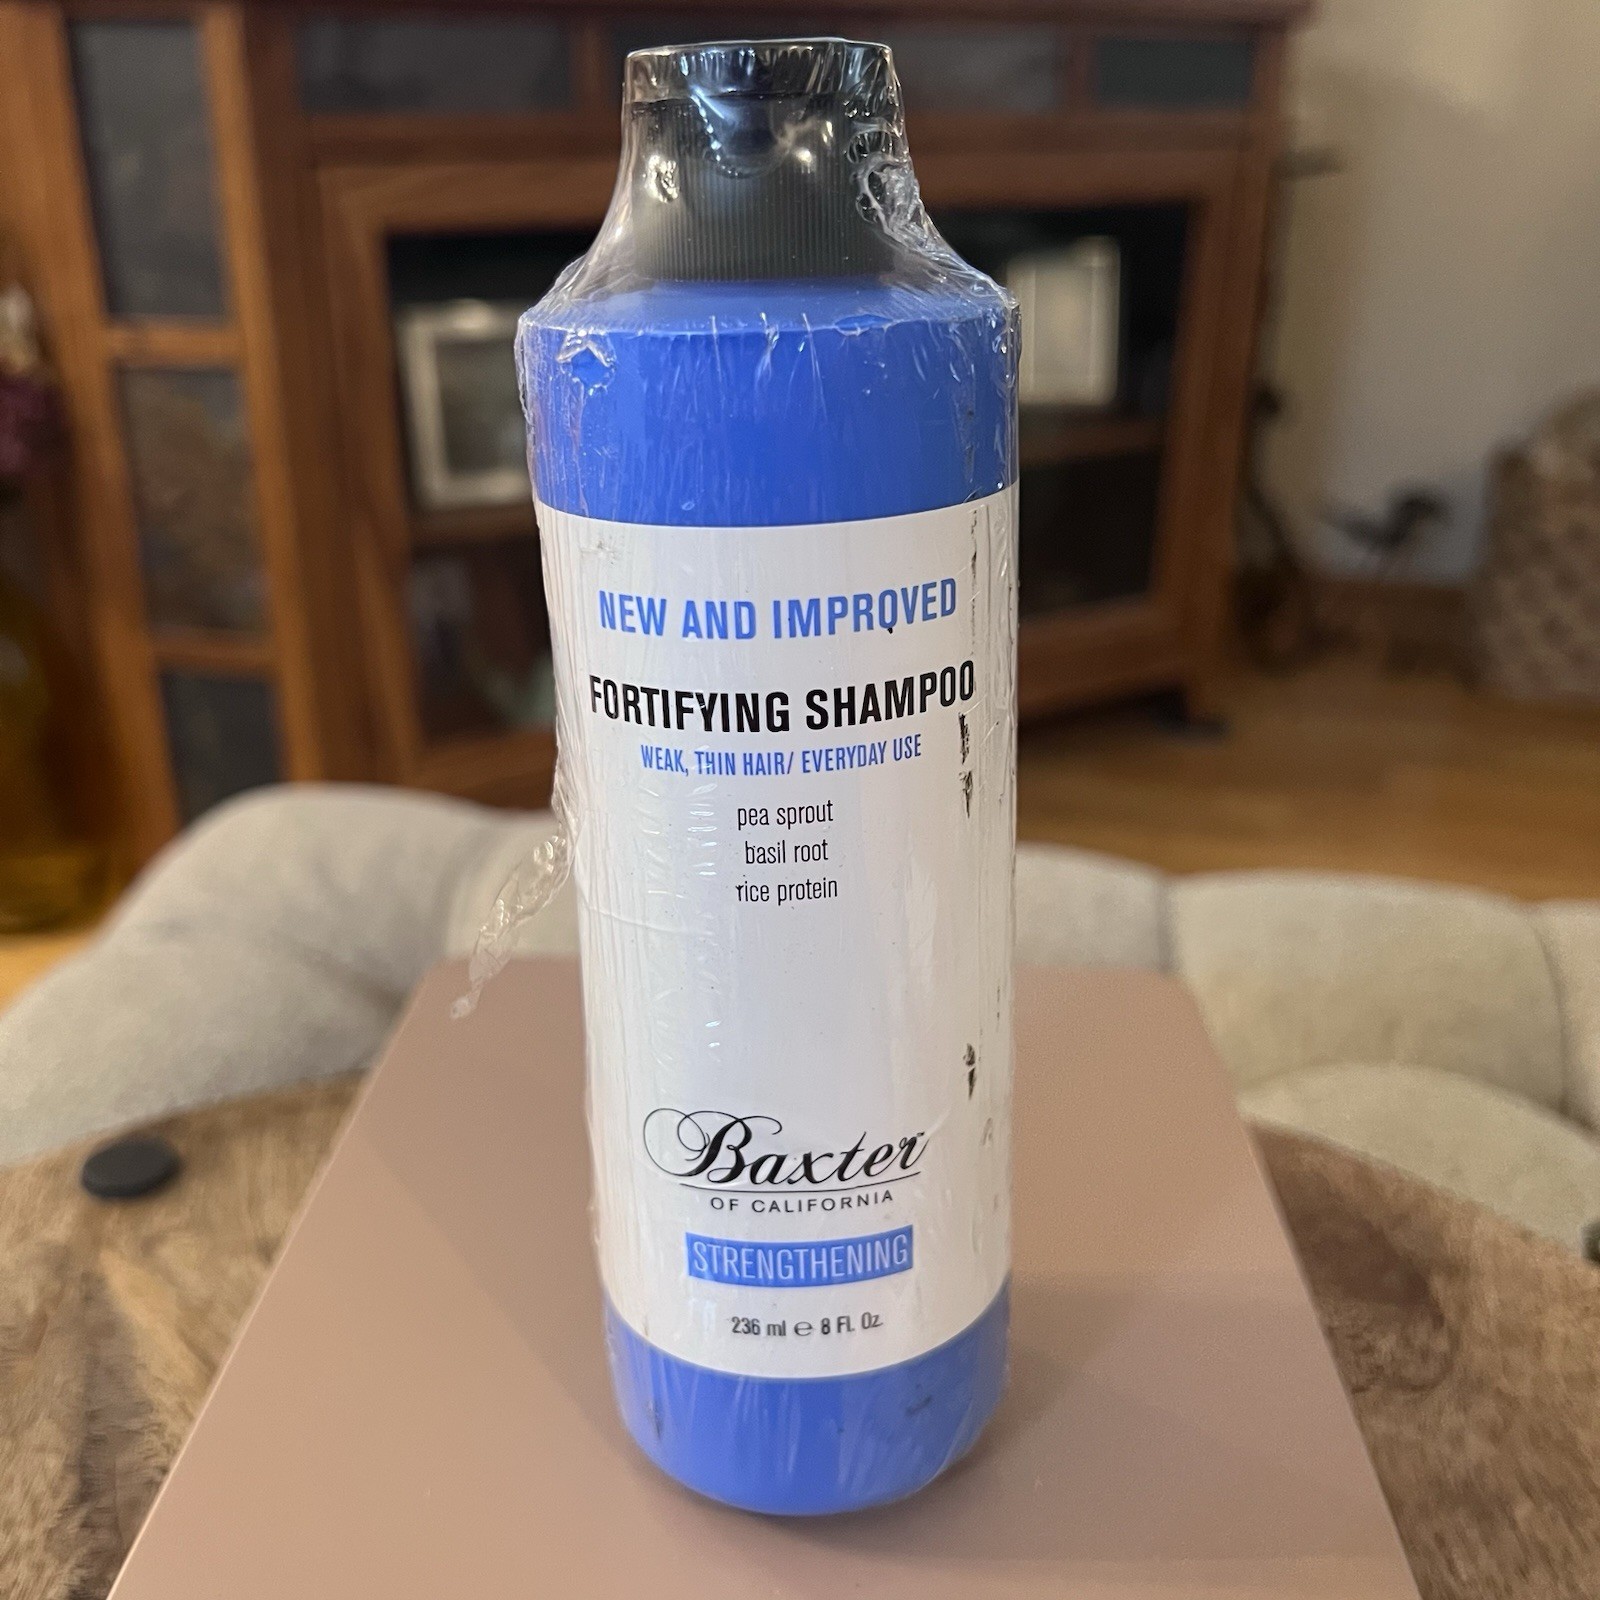 NEW AND IMPROVED
FORTIFYING SHAMPOO
WEAK, THIN HAIR/ EVERYDAY USE
pea sprout
basil root
rice protein
Baxter™
OF CALIFORNIA
STRENGTHENING
236 ml ℮ 8 Fl. Oz.